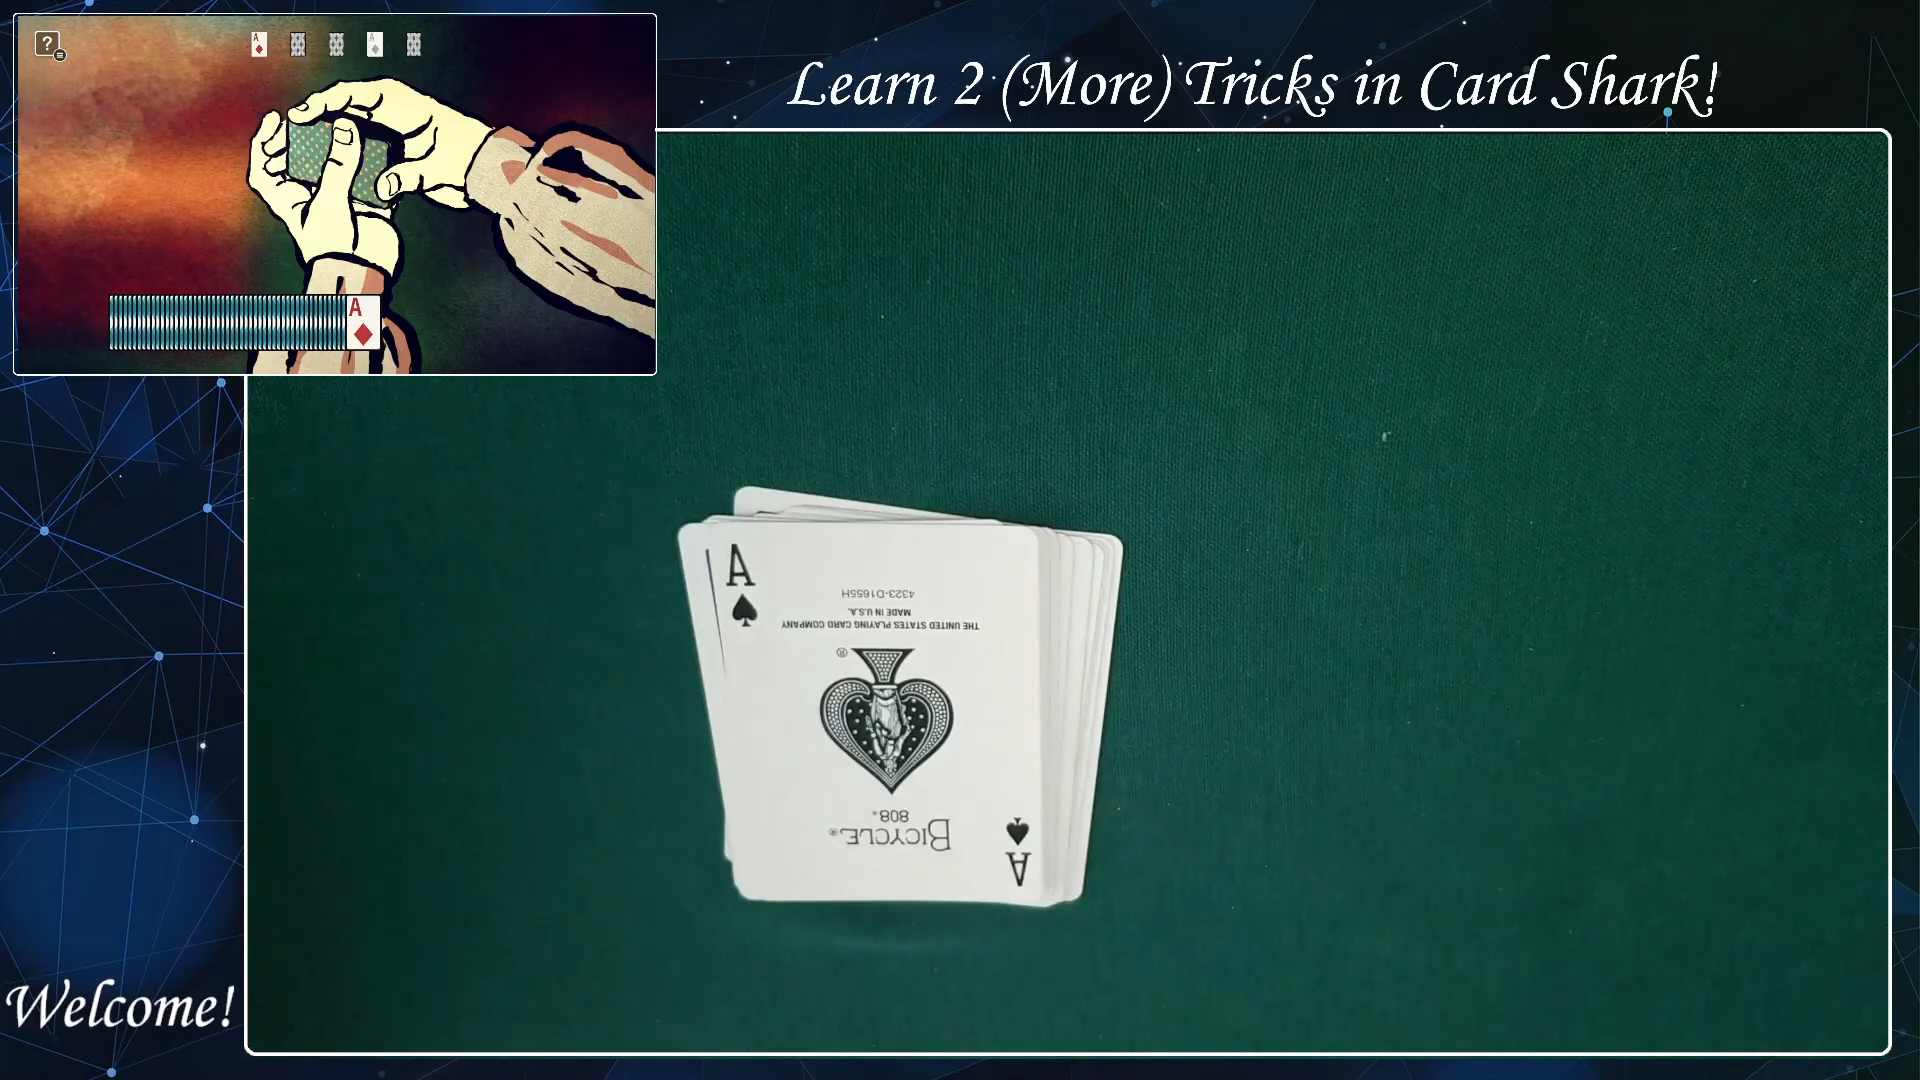 ?
A
A
Learn 2 (More) Tricks in Card Shark!
A
A
4323-D1655H
MADE IN U.S.A.
THE UNITED STATES PLAYING CARD COMPANY
®
808®
BICYCLE®
A
Welcome!